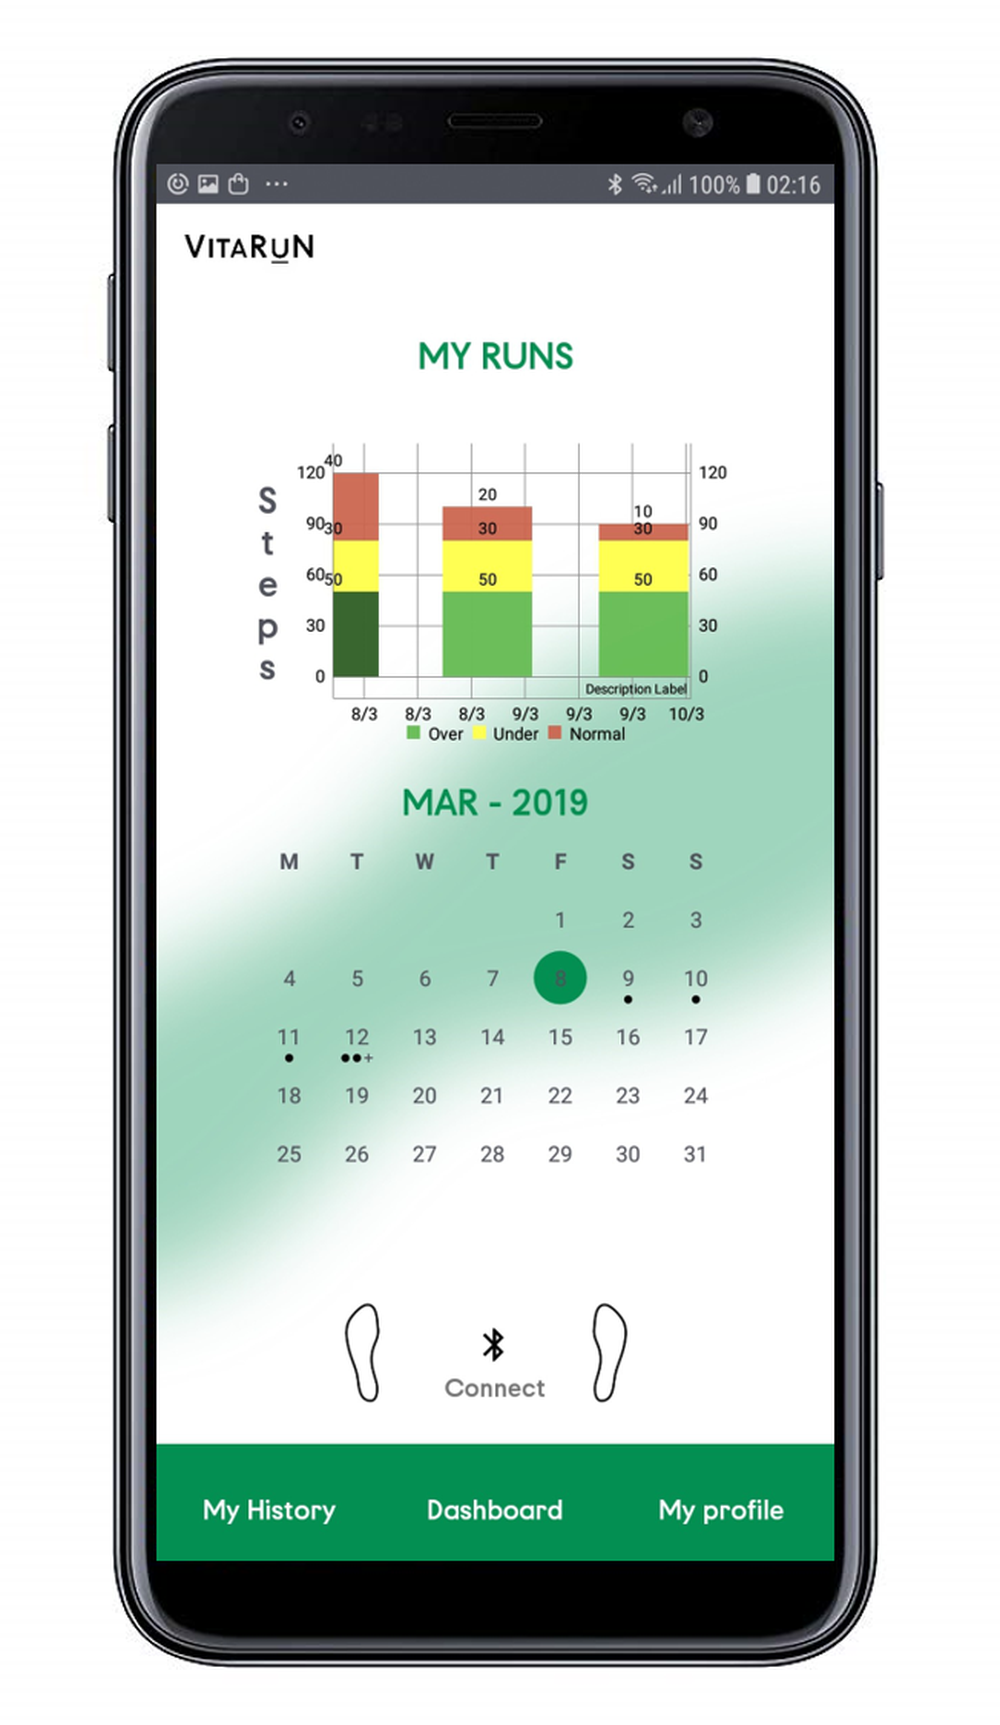 100% 02:16
VITARUN
MY RUNS
Steps
40
120 120
20
10
90 30 30 30 90
60 50 50 50 60
30 30
0 0
Description Label
8/3 8/3 8/3 9/3 9/3 9/3 10/3
Over Under Normal
MAR - 2019
M T W T F S S
1 2 3
4 5 6 7 8 9 10
11 12 13 14 15 16 17
+
18 19 20 21 22 23 24
25 26 27 28 29 30 31
Connect
My History Dashboard My profile